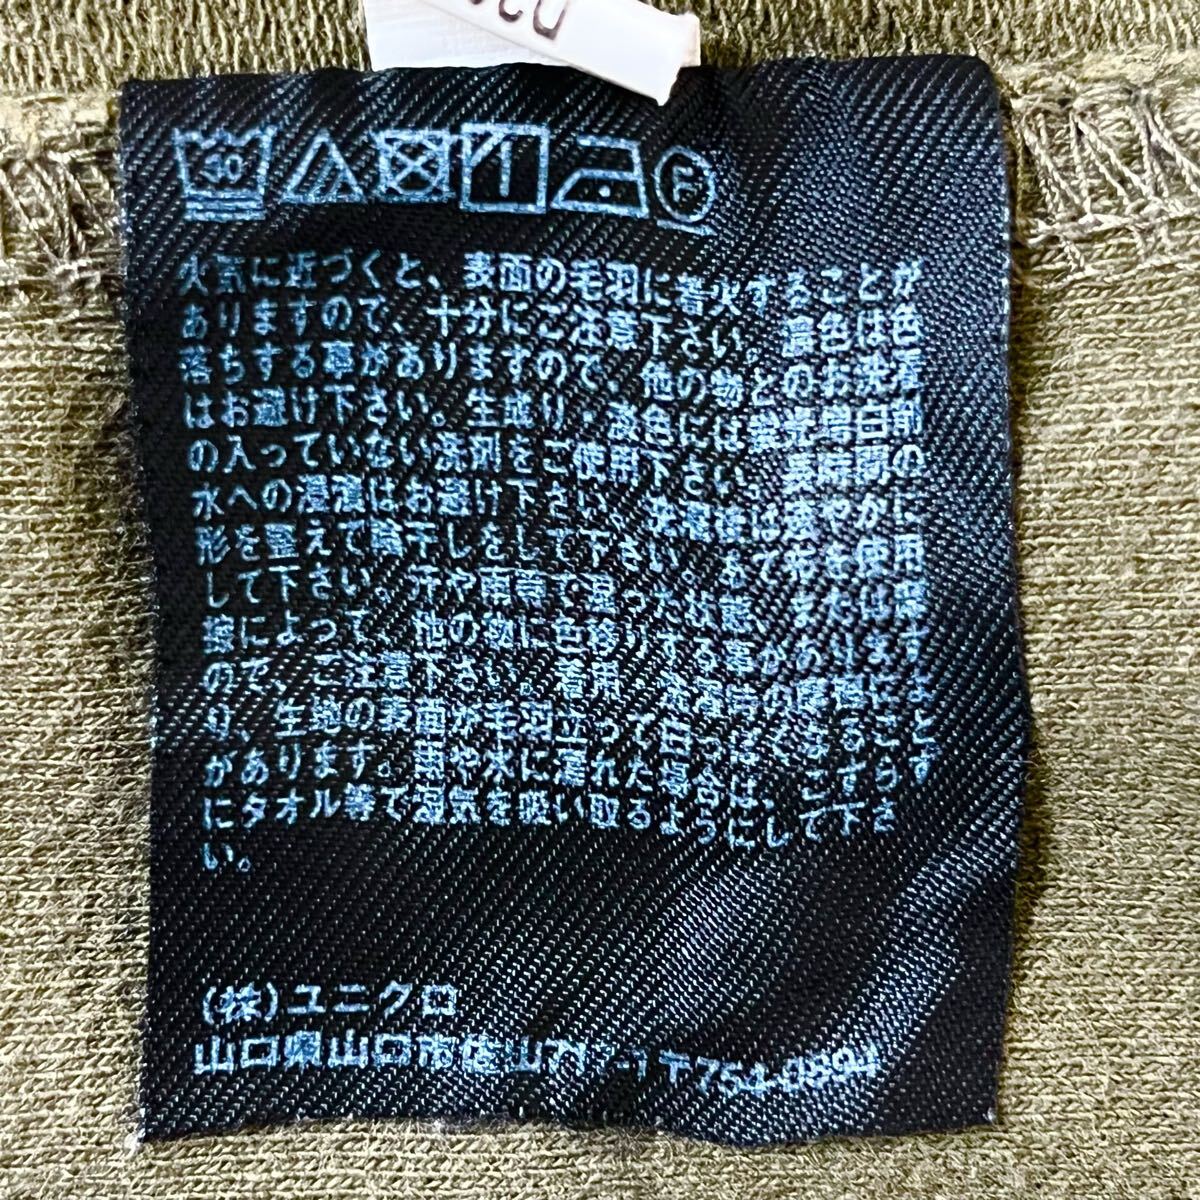 火気に近づくと、表面の毛羽に着火することが
ありますので、十分にご注意下さい。濃色は色
落ちする事がありますので、他の物とのお洗濯
はお避け下さい。生成り・淡色には蛍光増白剤
の入っていない洗剤をご使用下さい。長時間の
水への浸漬はお避け下さい。洗濯後は速やかに
形を整えて陰干しをして下さい。あて布を使用
して下さい。汗や雨等で湿った状態、または摩
擦によって、他の物に色移りする事があります
ので、ご注意下さい。着用、洗濯の摩擦により
、生地の表面が毛羽立って白っぽくなること
があります。雨や水に濡れた場合は、こすらず
にタオル等で湿気を吸い取るようにして下さ
い。
(株)ユニクロ
山口県山口市佐山 〒754-0894